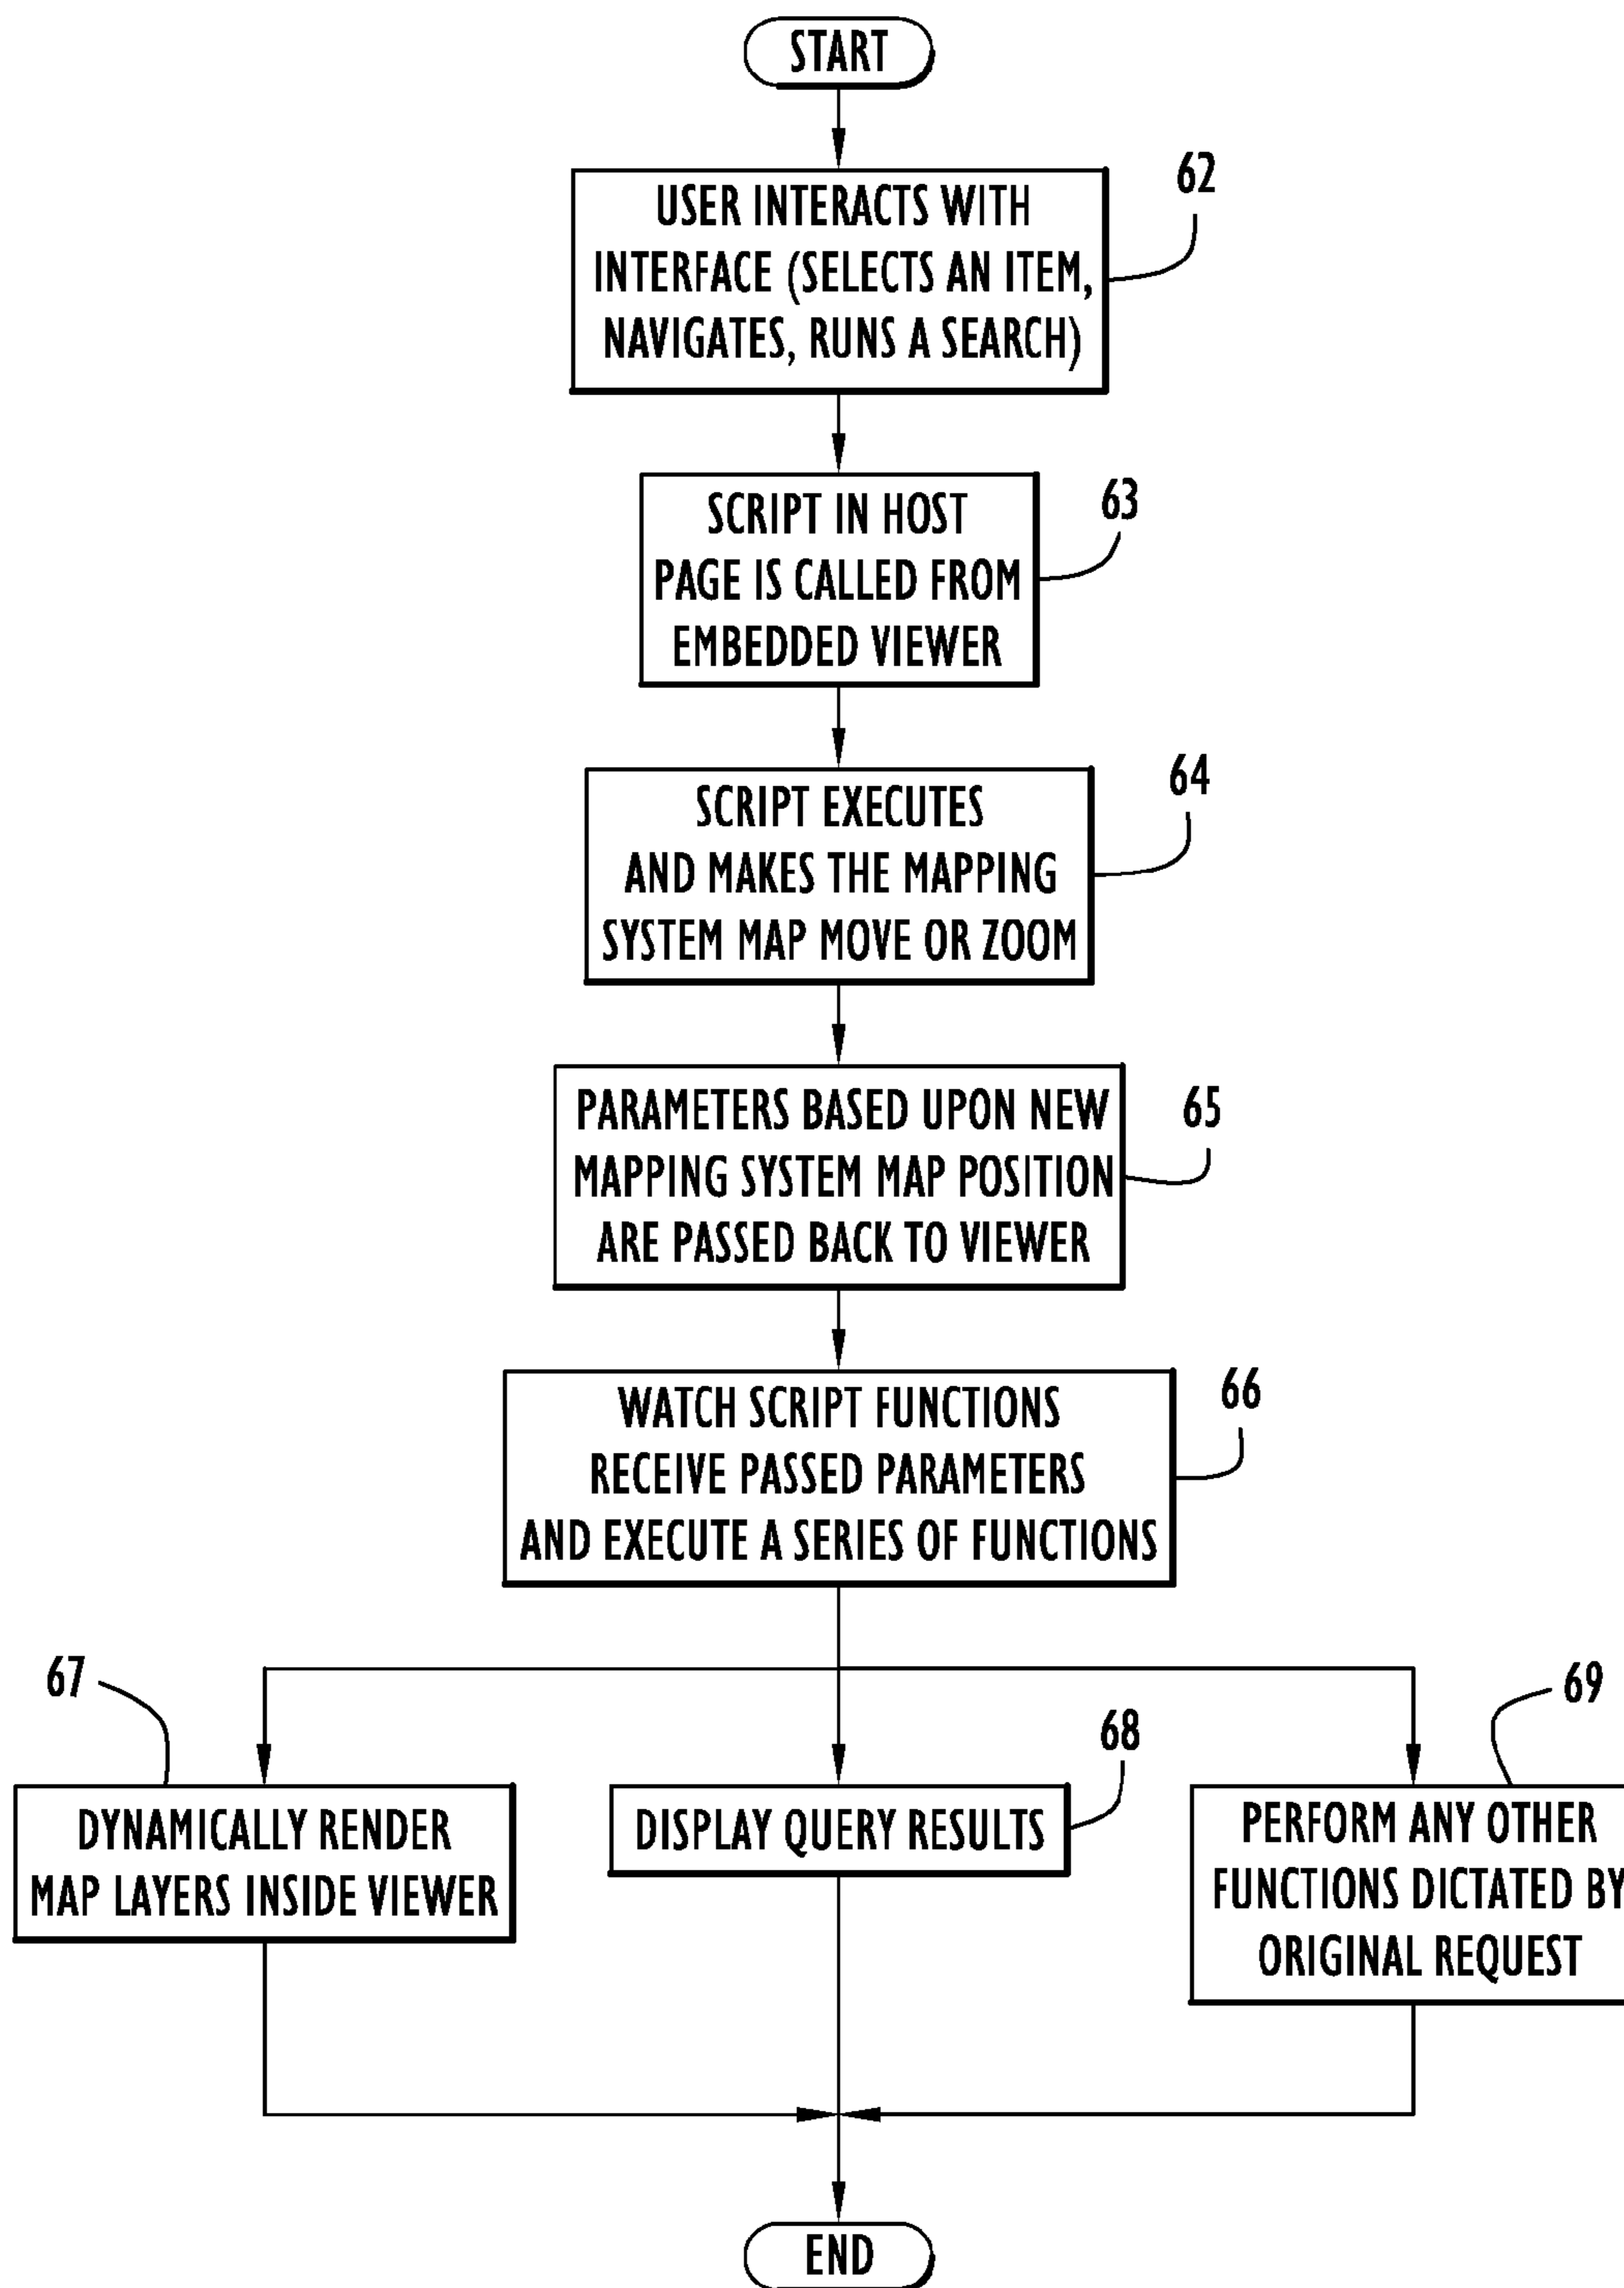 START
62
USER INTERACTS WITH
INTERFACE (SELECTS AN ITEM,
NAVIGATES, RUNS A SEARCH)
63
SCRIPT IN HOST
PAGE IS CALLED FROM
EMBEDDED VIEWER
64
SCRIPT EXECUTES
AND MAKES THE MAPPING
SYSTEM MAP MOVE OR ZOOM
65
PARAMETERS BASED UPON NEW
MAPPING SYSTEM MAP POSITION
ARE PASSED BACK TO VIEWER
66
WATCH SCRIPT FUNCTIONS
RECEIVE PASSED PARAMETERS
AND EXECUTE A SERIES OF FUNCTIONS
67
DYNAMICALLY RENDER
MAP LAYERS INSIDE VIEWER
68
DISPLAY QUERY RESULTS
69
PERFORM ANY OTHER
FUNCTIONS DICTATED BY
ORIGINAL REQUEST
END